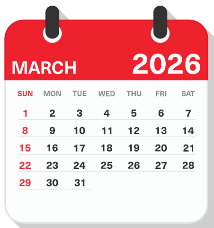 MARCH 2026
SUN MON TUE WED THU FRI SAT
1 2 3 4 5 6 7
8 9 10 11 12 13 14
15 16 17 18 19 20 21
22 23 24 25 26 27 28
29 30 31